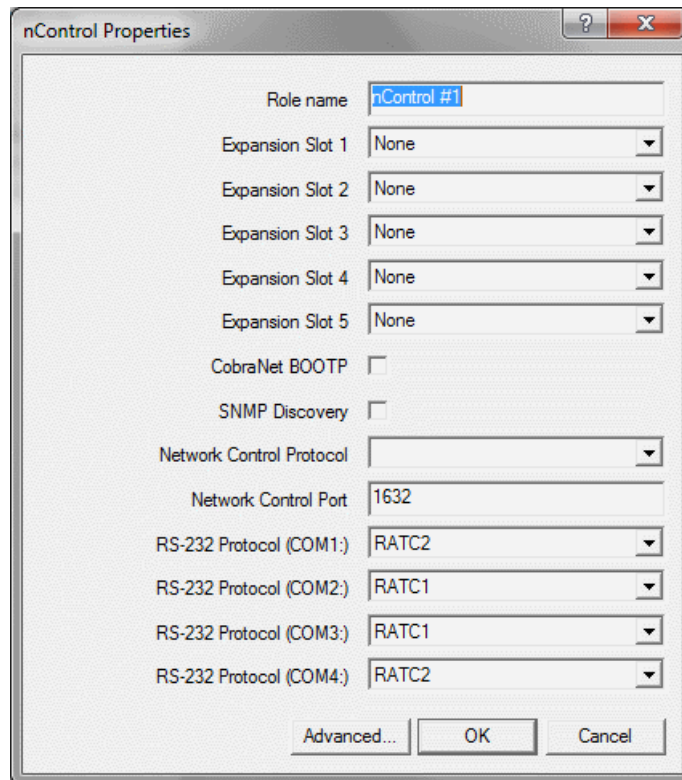 nControl Properties
?
X
Role name nControl #1
Expansion Slot 1 None
Expansion Slot 2 None
Expansion Slot 3 None
Expansion Slot 4 None
Expansion Slot 5 None
CobraNet BOOTP
SNMP Discovery
Network Control Protocol
Network Control Port 1632
RS-232 Protocol (COM1:) RATC2
RS-232 Protocol (COM2:) RATC1
RS-232 Protocol (COM3:) RATC1
RS-232 Protocol (COM4:) RATC2
Advanced... OK Cancel